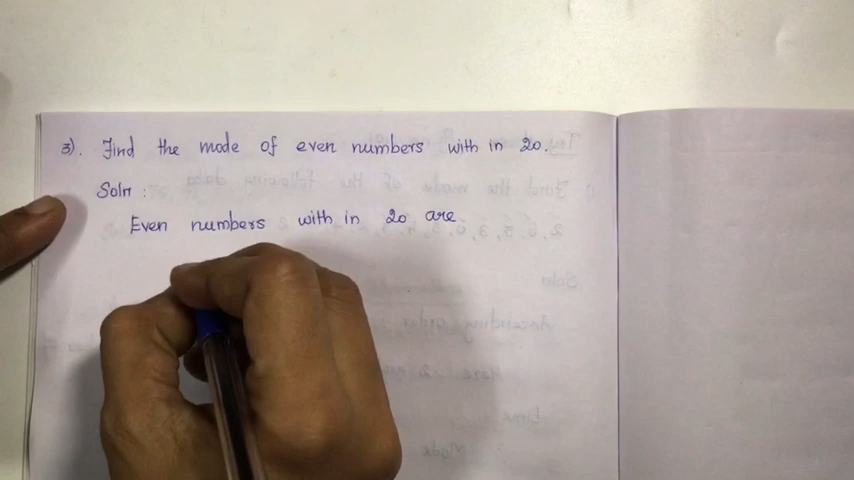 3). Find the mode of even numbers with in 20.
Soln :
Even numbers with in 20 are